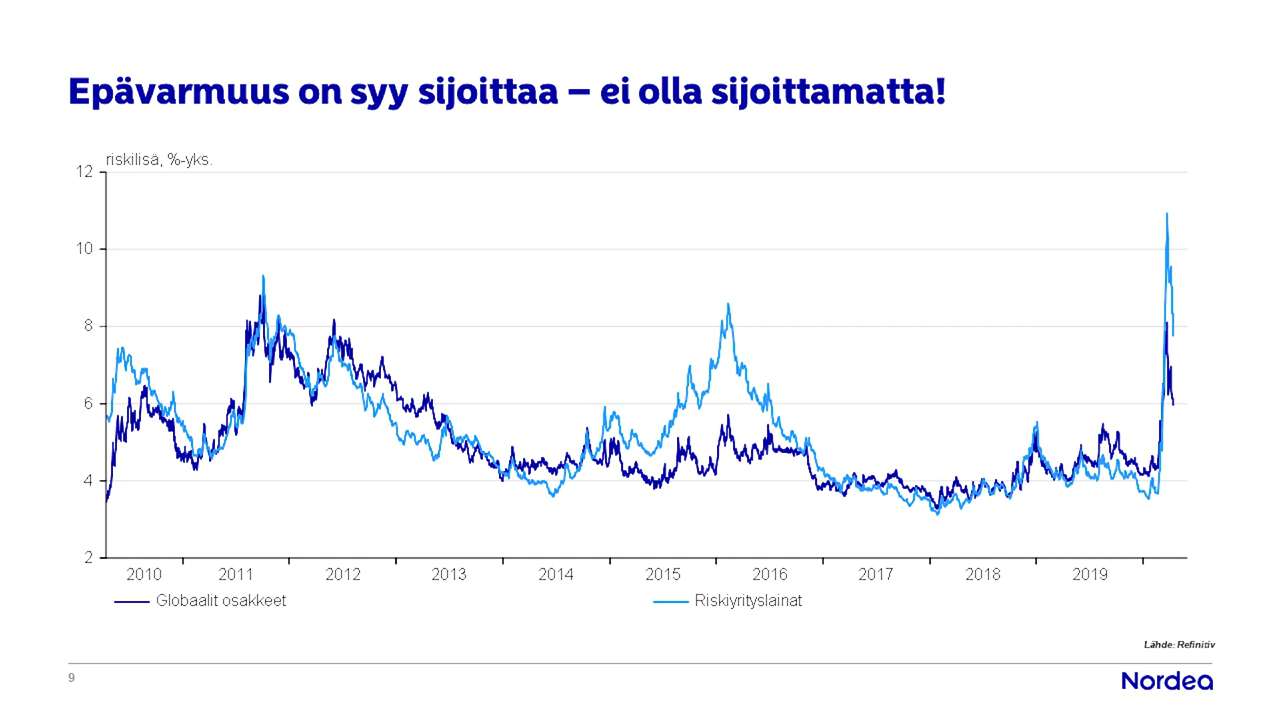 Epävarmuus on syy sijoittaa – ei olla sijoittamatta!
riskilisä, %-yks.
12
10
8
6
4
2
2010 2011 2012 2013 2014 2015 2016 2017 2018 2019
Globaalit osakkeet Riskiyrityslainat
Lähde: Refinitiv
9
Nordea